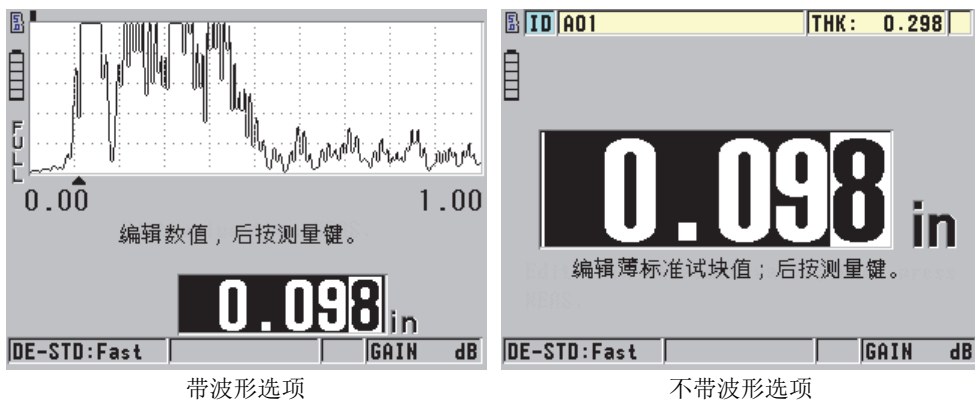 FULL
0.00 1.00
编辑数值，后按测量键。
0.098 in
DE-STD:Fast GAIN dB
带波形选项
ID A01 THK: 0.298
0.098 in
编辑薄标准试块值；后按测量键。
DE-STD:Fast GAIN dB
不带波形选项